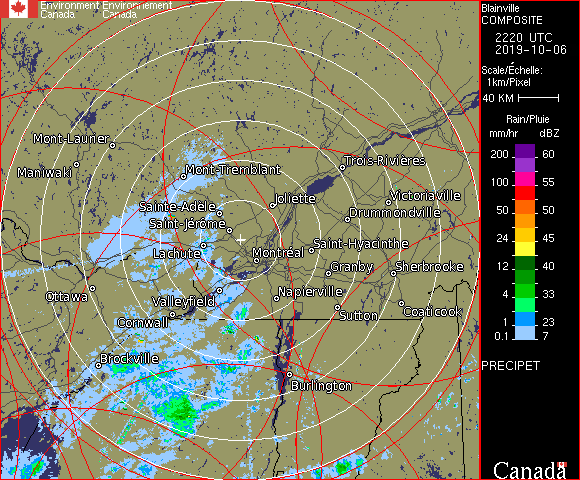 Environment Environnement
Canada Canada
Blainville
COMPOSITE
2220 UTC
2019-10-06
Scale/Échelle:
1km/Pixel
40 KM
Rain/Pluie
mm/hr dBZ
200 60
100 55
50 50
24 45
12 40
4 33
1 23
0.1 7
PRECIPET
Canada
Mont-Laurier
Maniwaki
Mont-Tremblant
Trois-Rivières
Joliette
Victoriaville
Sainte-Adèle
Drummondville
Saint-Jérôme
Lachute
Montréal
Saint-Hyacinthe
Granby
Sherbrooke
Ottawa
Valleyfield
Napierville
Cornwall
Sutton
Coaticook
Brockville
Burlington